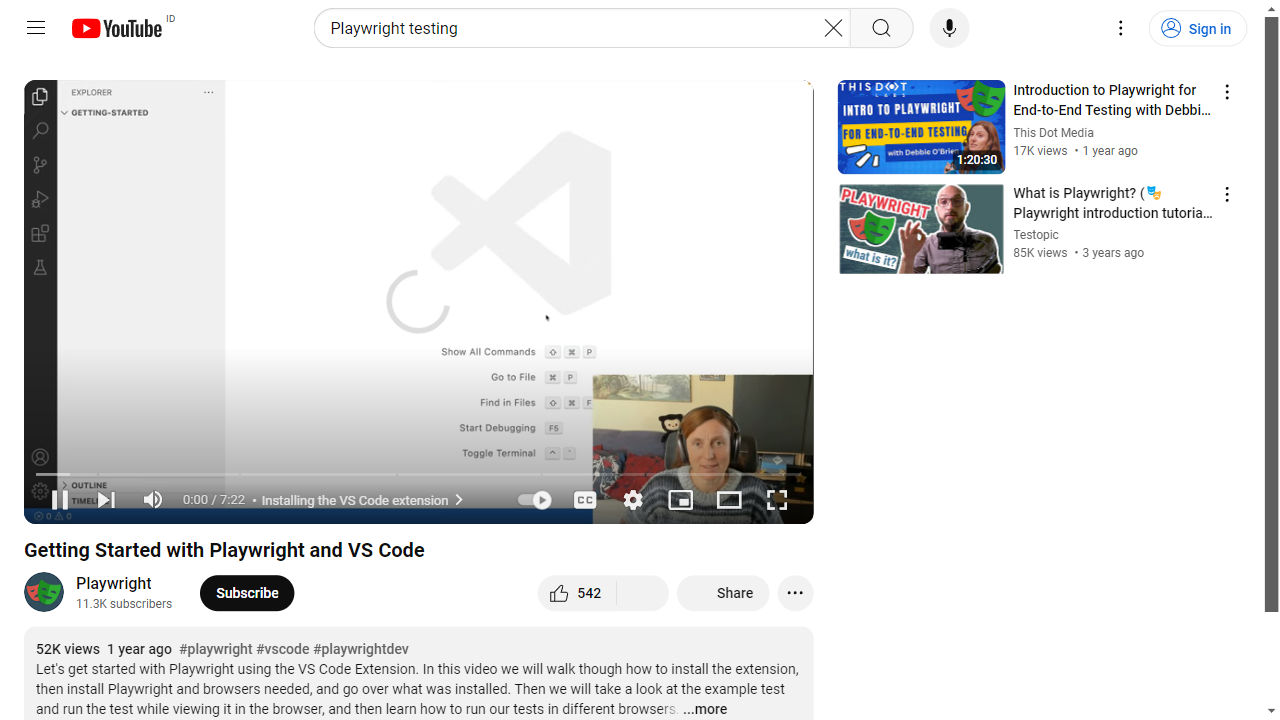 YouTube ID
Playwright testing
Sign in
EXPLORER
GETTING-STARTED
Show All Commands ⇧ ⌘ P
Go to File ⌘ P
Find in Files ⇧ ⌘ F
Start Debugging F5
Toggle Terminal ^ `
OUTLINE
TIMEL
0 0
0:00 / 7:22 • Installing the VS Code extension
CC
Getting Started with Playwright and VS Code
Playwright
11.3K subscribers
Subscribe
542
Share
52K views 1 year ago #playwright #vscode #playwrightdev
Let's get started with Playwright using the VS Code Extension. In this video we will walk though how to install the extension,
then install Playwright and browsers needed, and go over what was installed. Then we will take a look at the example test
and run the test while viewing it in the browser, and then learn how to run our tests in different browsers. ...more
THIS DOT
LABS
INTRO TO PLAYWRIGHT
FOR END-TO-END TESTING
with Debbie O'Brien
1:20:30
Introduction to Playwright for
End-to-End Testing with Debbi...
This Dot Media
17K views • 1 year ago
PLAYWRIGHT
what is it?
What is Playwright? (🎭
Playwright introduction tutoria...
Testopic
85K views • 3 years ago